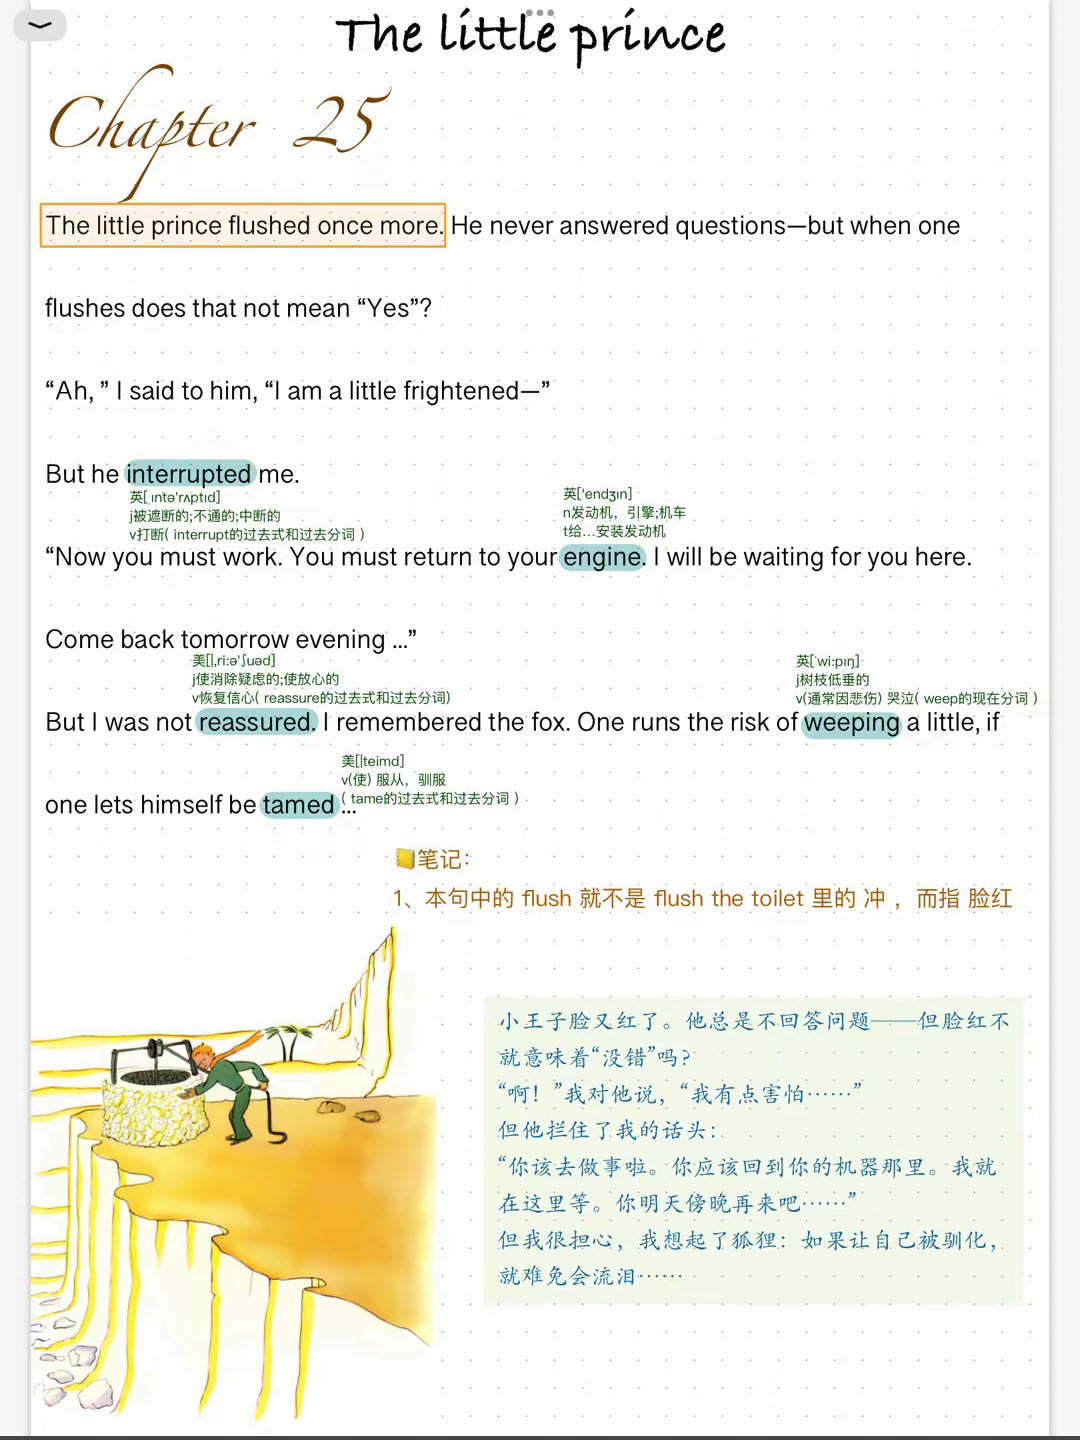 The little prince
Chapter 25
The little prince flushed once more. He never answered questions—but when one
flushes does that not mean “Yes”?
“Ah, ” I said to him, “I am a little frightened—”
But he interrupted me.
英[ˌɪntəˈrʌptɪd]
j被遮断的;不通的;中断的
v打断( interrupt的过去式和过去分词 )
英['endʒɪn]
n发动机，引擎;机车
t给...安装发动机
“Now you must work. You must return to your engine. I will be waiting for you here.
Come back tomorrow evening ...”
美[|,ri:ə'ʃuəd]
j使消除疑虑的;使放心的
v恢复信心( reassure的过去式和过去分词)
英[ˈwi:pɪŋ]
j树枝低垂的
v(通常因悲伤) 哭泣( weep的现在分词 )
But I was not reassured. I remembered the fox. One runs the risk of weeping a little, if
美[|teimd]
v(使) 服从，驯服
( tame的过去式和过去分词 )
one lets himself be tamed ...
笔记：
1、本句中的 flush 就不是 flush the toilet 里的 冲 ，而指 脸红
小王子脸又红了。他总是不回答问题——但脸红不
就意味着“没错”吗？
“啊！”我对他说，“我有点害怕……”
但他拦住了我的话头：
“你该去做事啦。你应该回到你的机器那里。我就
在这里等。你明天傍晚再来吧……”
但我很担心，我想起了狐狸：如果让自己被驯化，
就难免会流泪……